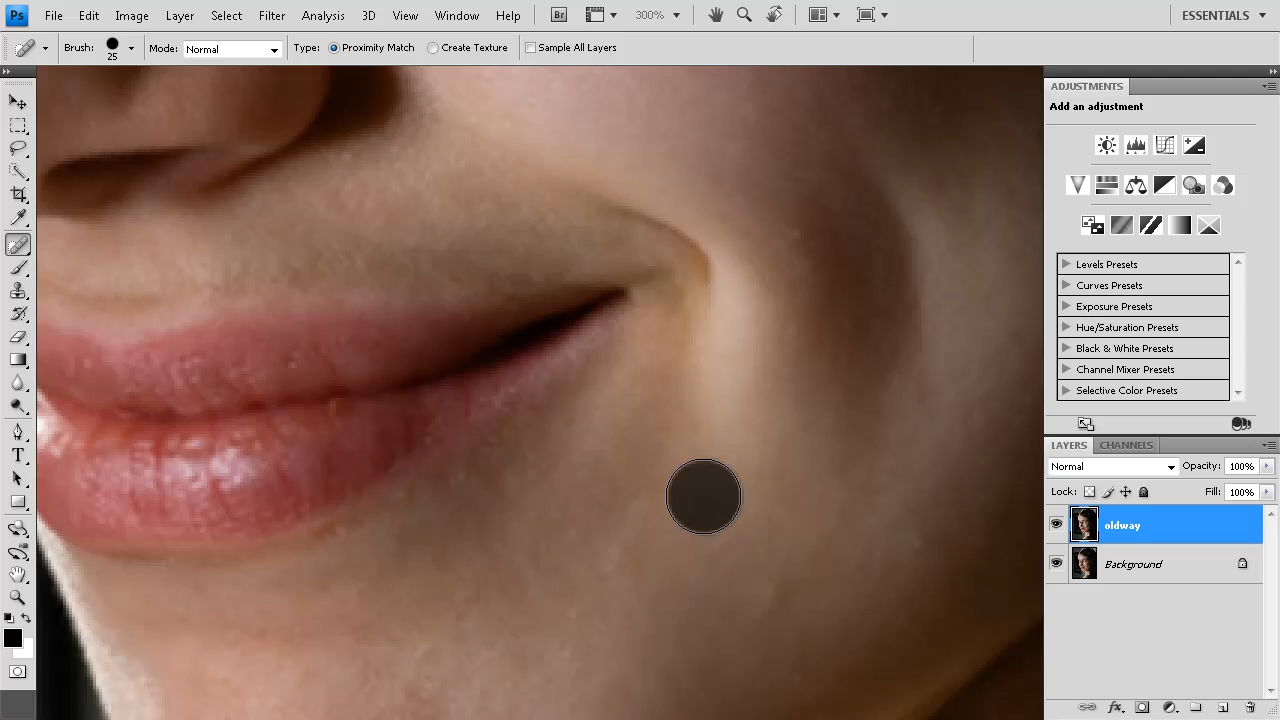 Ps File Edit Image Layer Select Filter Analysis 3D View Window Help Br 300% ESSENTIALS
Brush: 25 Mode: Normal Type: Proximity Match Create Texture Sample All Layers
ADJUSTMENTS
Add an adjustment
Levels Presets
Curves Presets
Exposure Presets
Hue/Saturation Presets
Black & White Presets
Channel Mixer Presets
Selective Color Presets
LAYERS CHANNELS
Normal Opacity: 100%
Lock: Fill: 100%
oldway
Background
T
fx